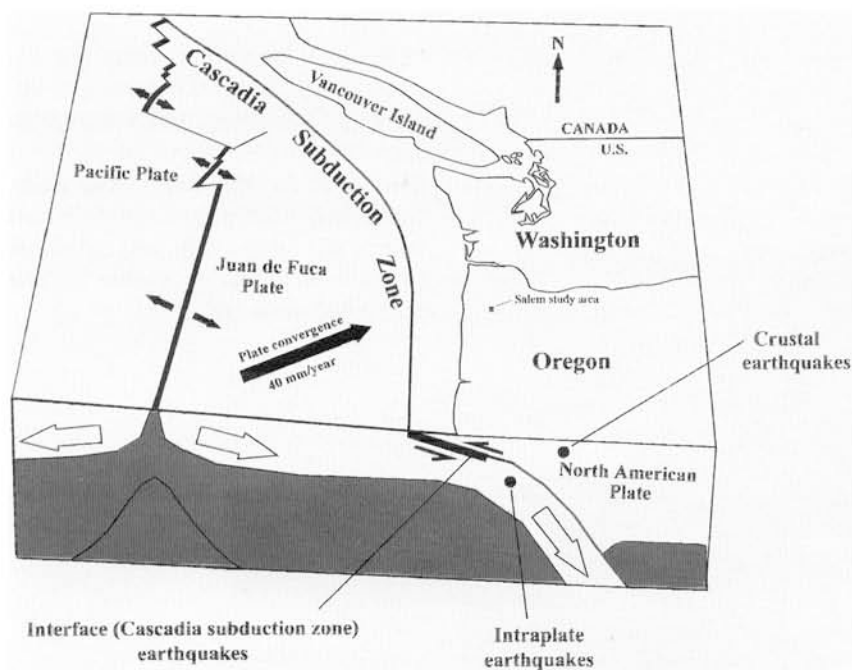 N
Cascadia
Subduction
Zone
Vancouver Island
CANADA
U.S.
Pacific Plate
Washington
Juan de Fuca
Plate
Salem study area
Plate convergence
40 mm/year
Oregon
Crustal
earthquakes
North American
Plate
Interface (Cascadia subduction zone)
earthquakes
Intraplate
earthquakes